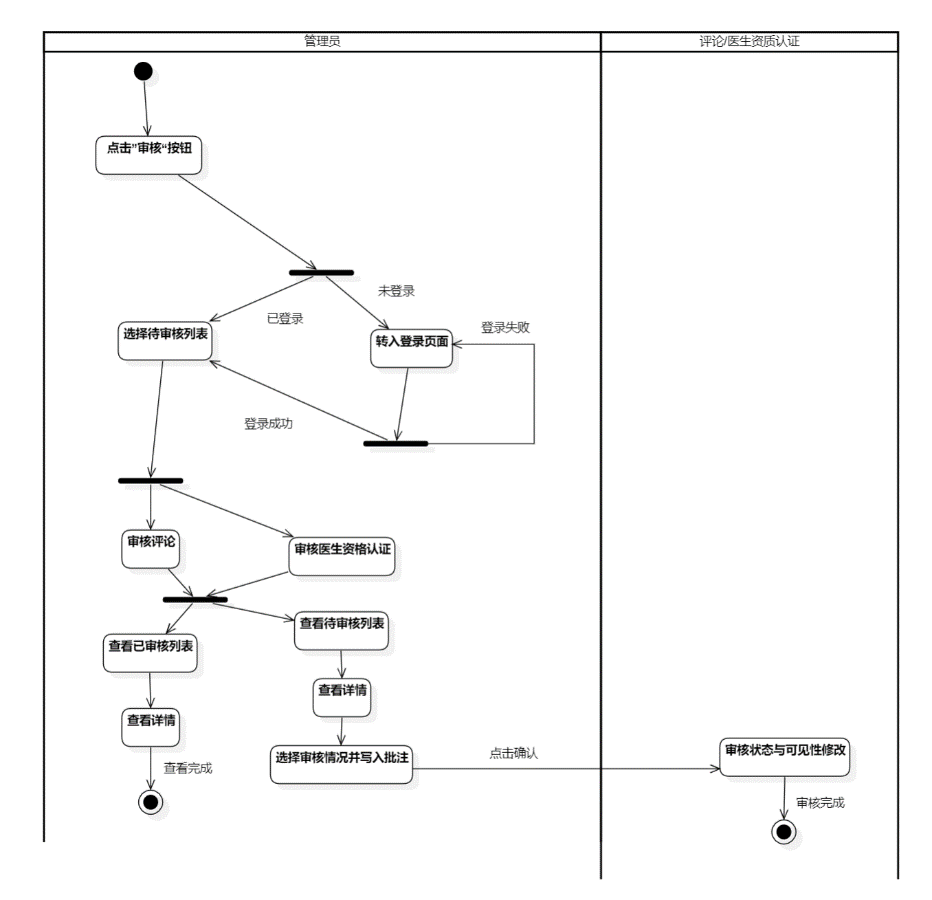 管理员
评论/医生资质认证
点击"审核“按钮
未登录
已登录
登录失败
选择待审核列表
转入登录页面
登录成功
审核评论
审核医生资格认证
查看待审核列表
查看已审核列表
查看详情
查看详情
选择审核情况并写入批注
点击确认
审核状态与可见性修改
查看完成
审核完成